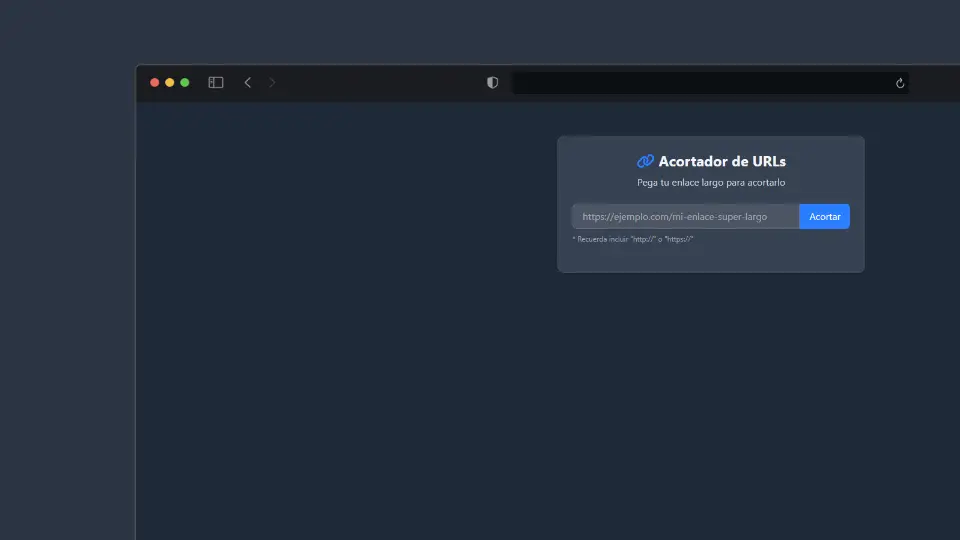 Acortador de URLs
Pega tu enlace largo para acortarlo
https://ejemplo.com/mi-enlace-super-largo
Acortar
* Recuerda incluir "http://" o "https://"